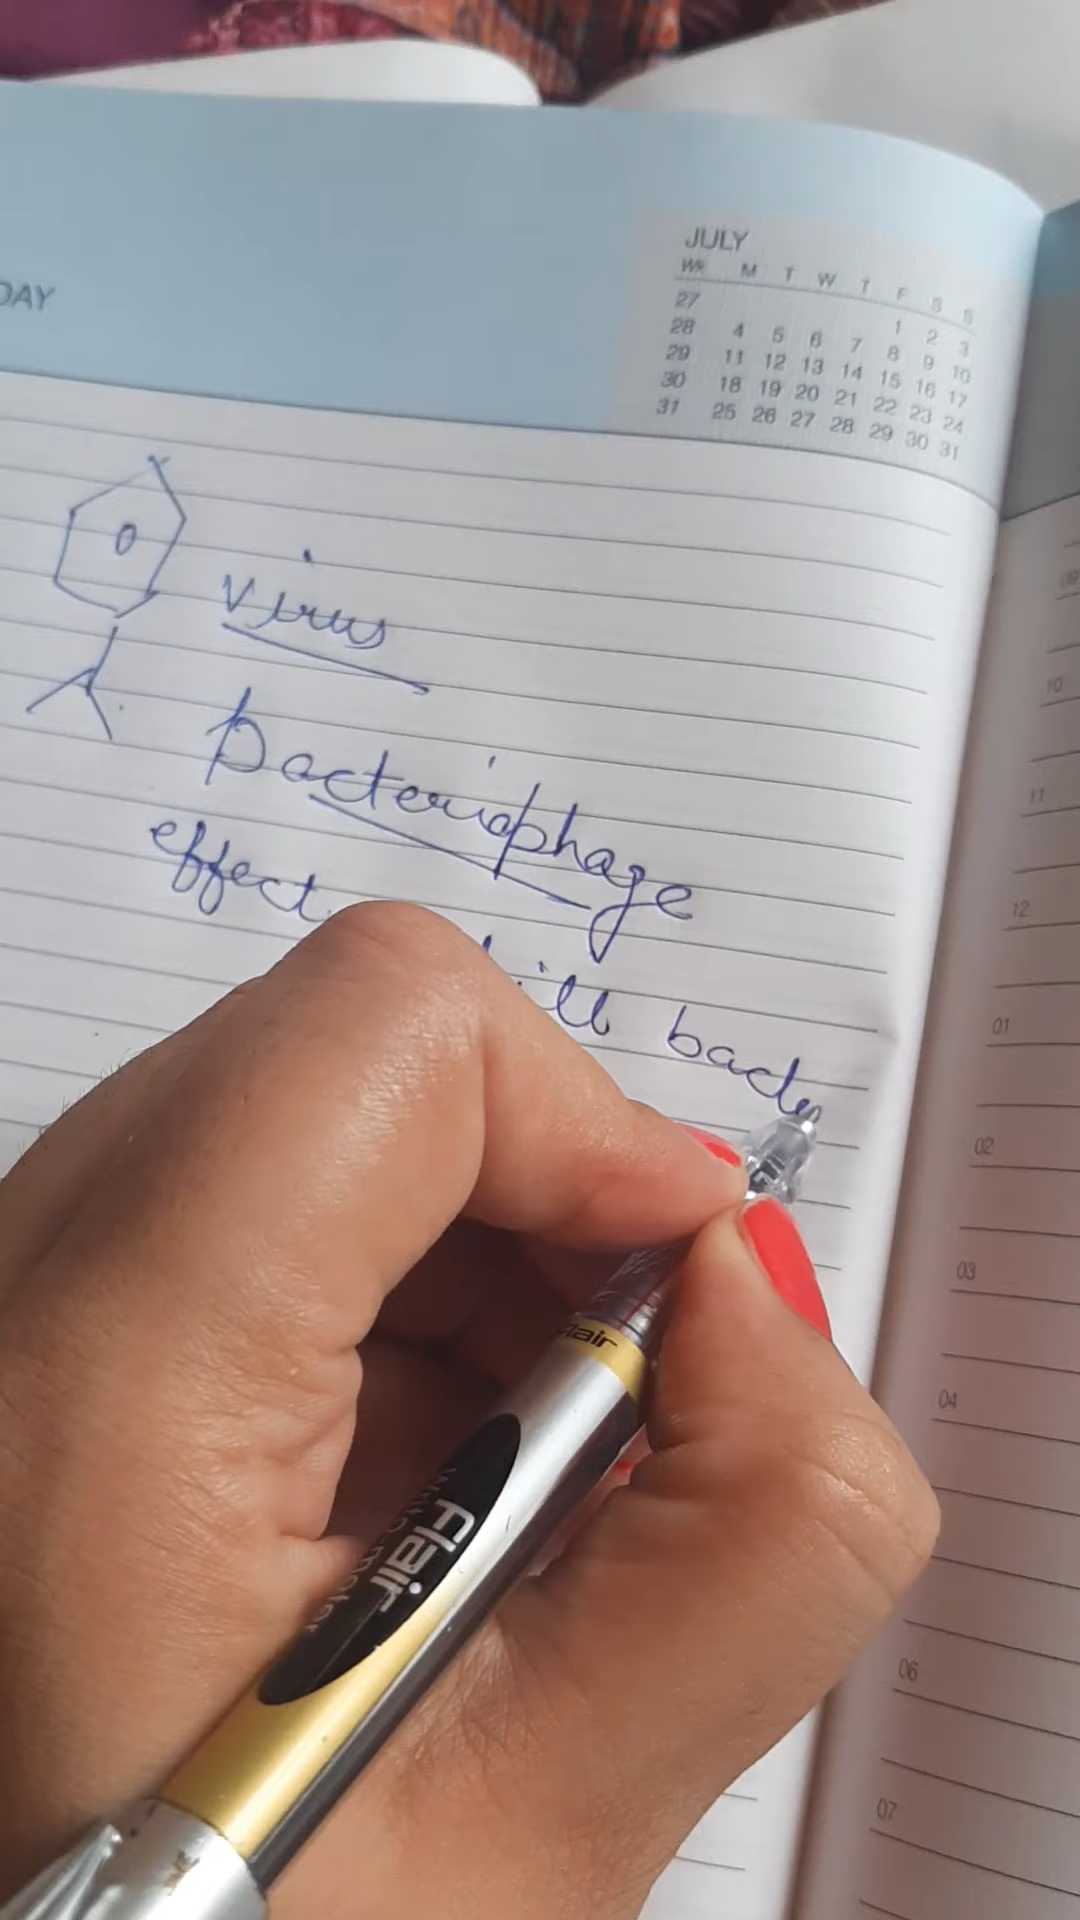 DAY
JULY
WK M T W T F S S
27 1 2 3
28 4 5 6 7 8 9 10
29 11 12 13 14 15 16 17
30 18 19 20 21 22 23 24
31 25 26 27 28 29 30 31
virus
bacteriophage
effect
ill bacte
10
11
12
01
02
03
04
06
07
Flair
Flair